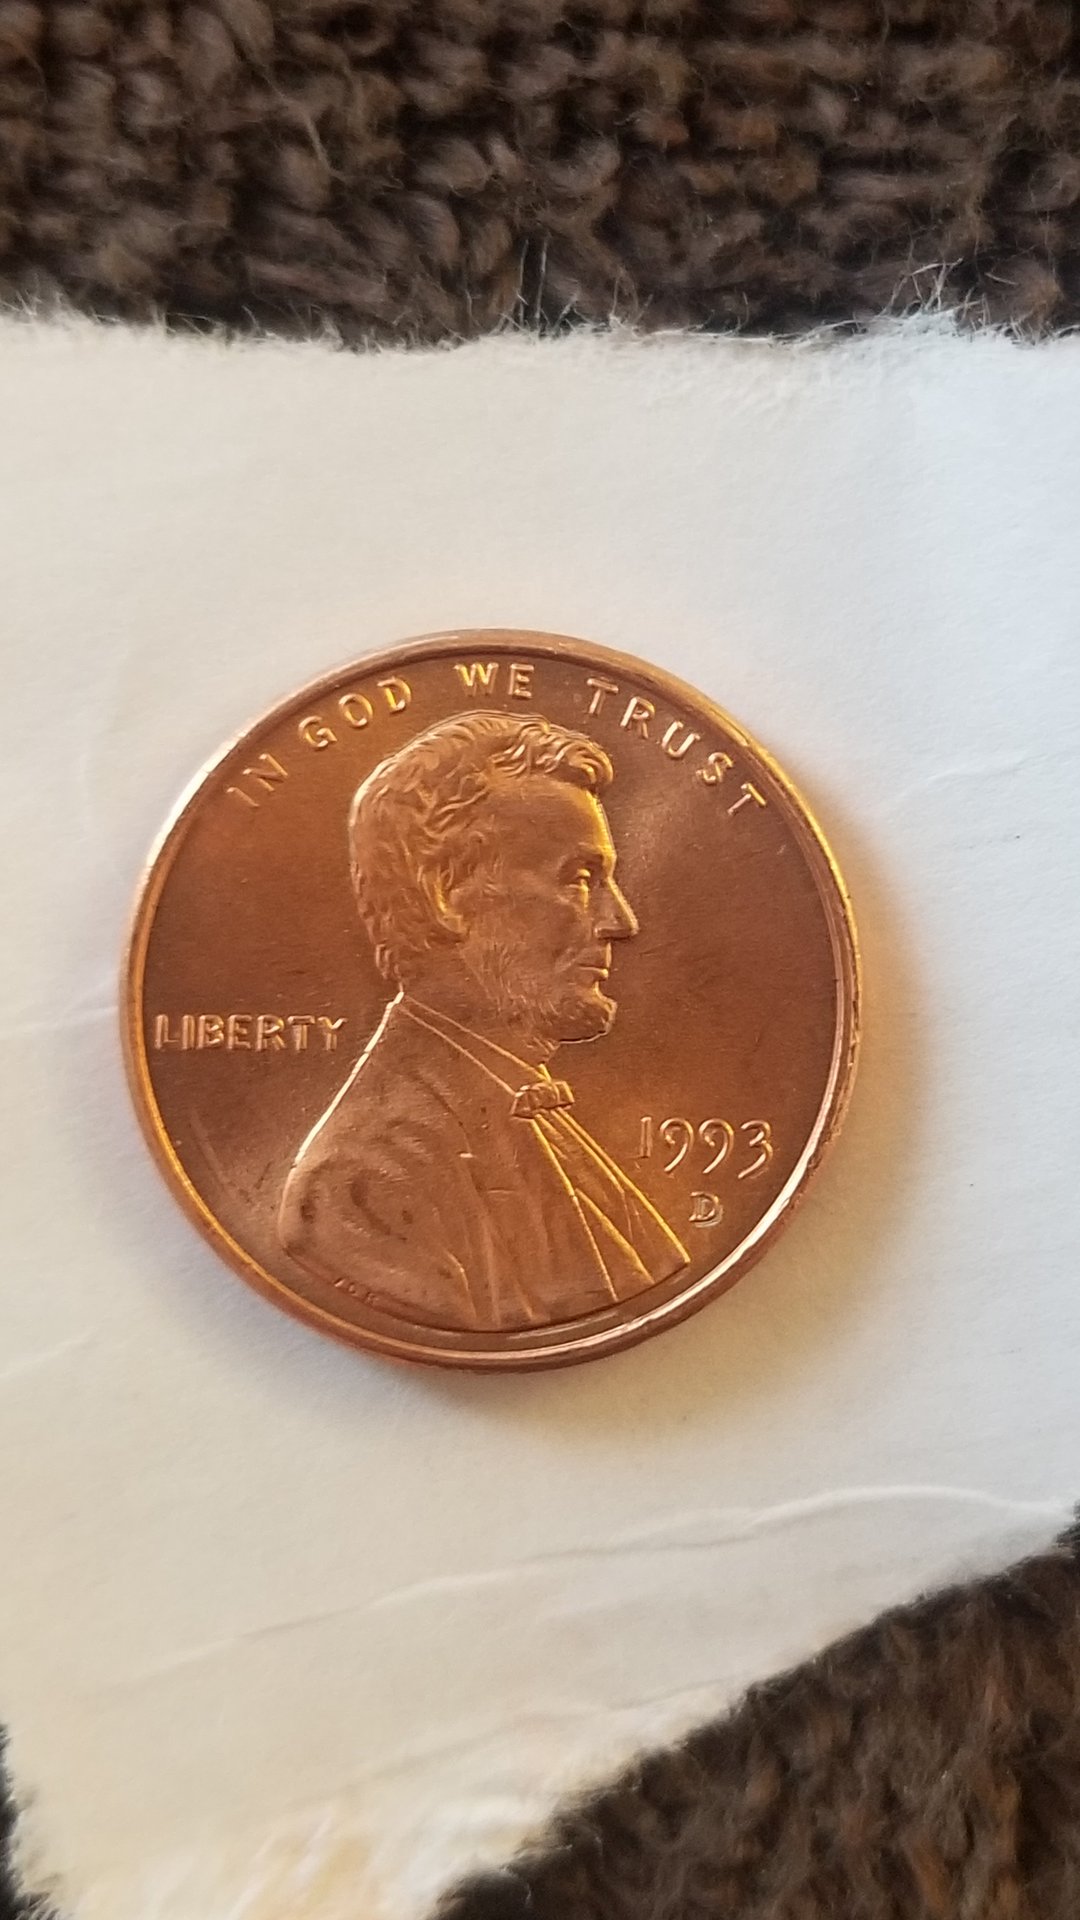 IN GOD WE TRUST
LIBERTY
1993
D